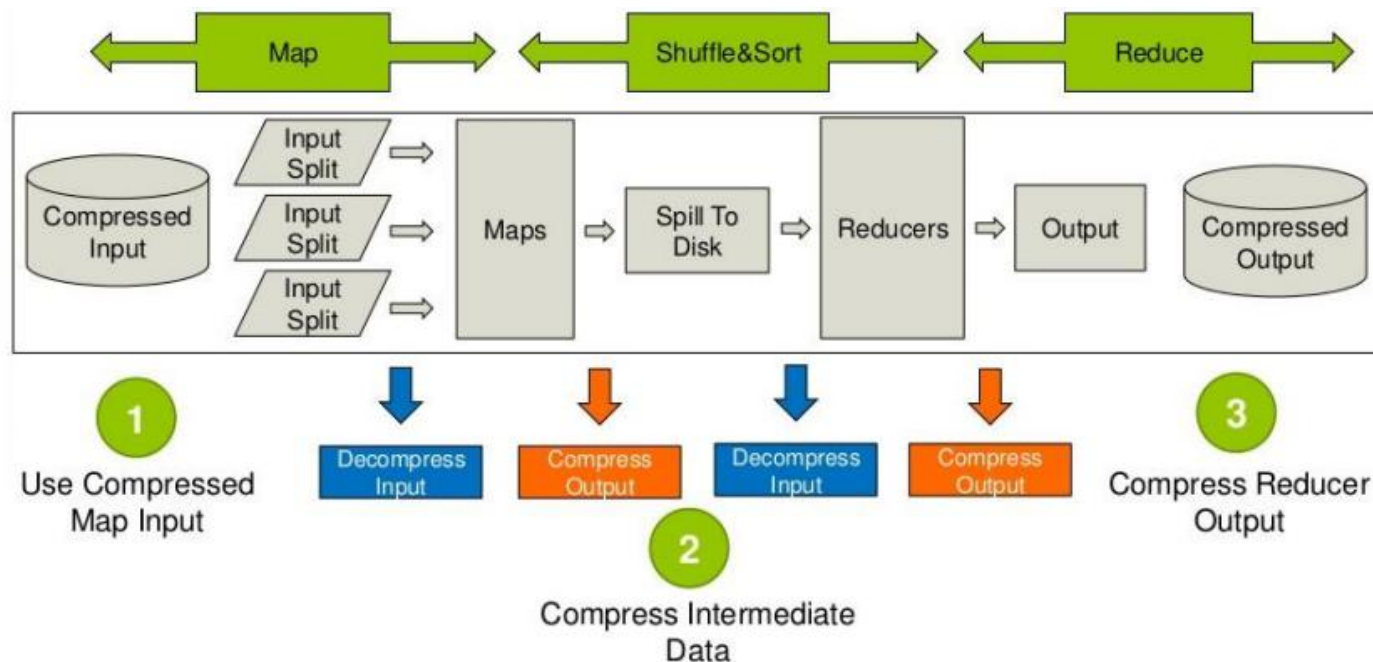 Map
Shuffle&Sort
Reduce
Compressed
Input
Input
Split
Input
Split
Input
Split
Maps
Spill To
Disk
Reducers
Output
Compressed
Output
1
Use Compressed
Map Input
Decompress
Input
Compress
Output
Decompress
Input
Compress
Output
2
Compress Intermediate
Data
3
Compress Reducer
Output